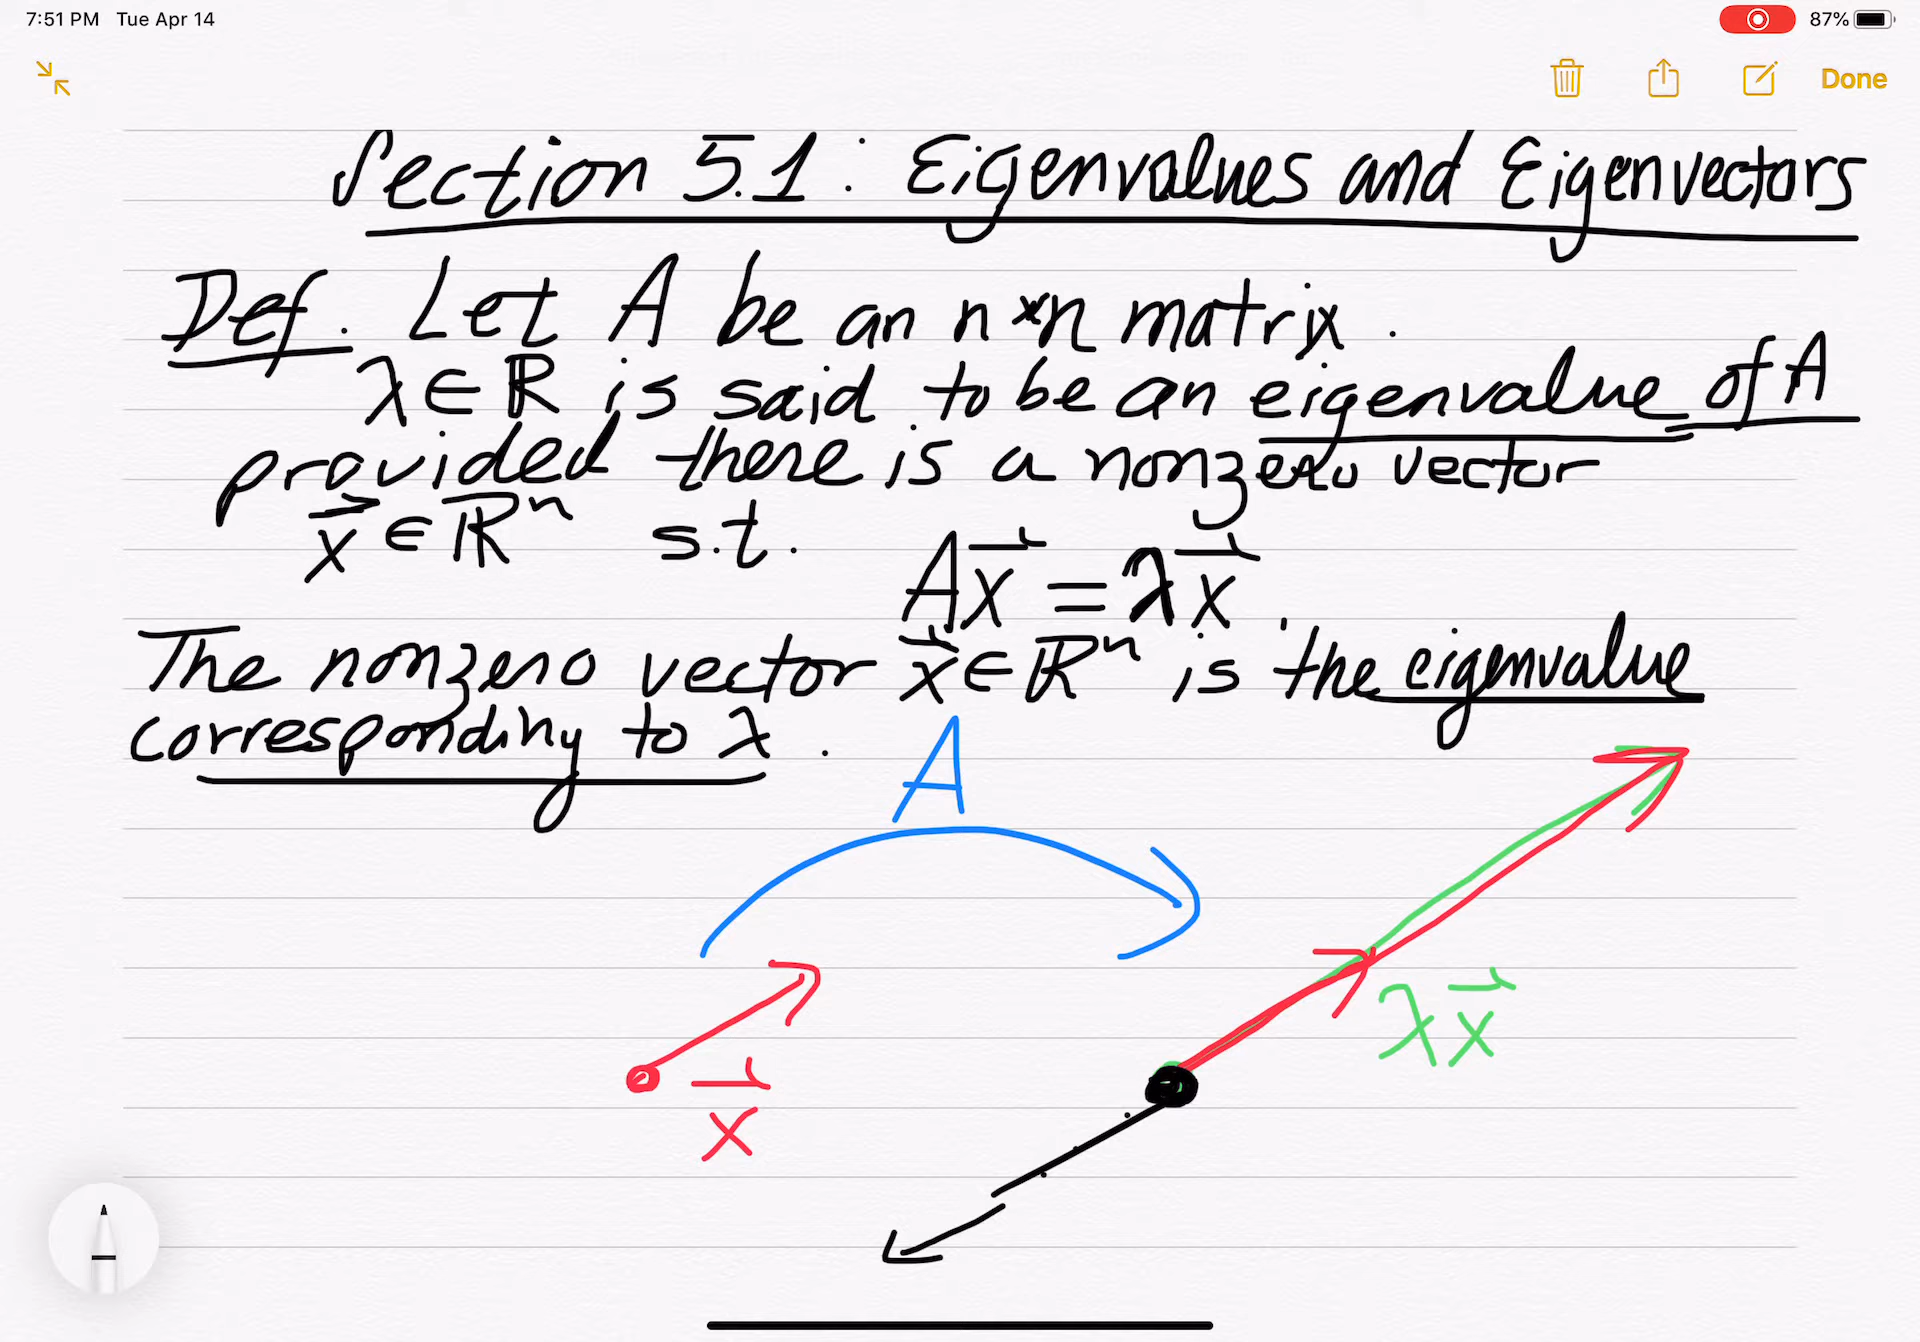 7:51 PM Tue Apr 14
87%
Done
Section 5.1: Eigenvalues and Eigenvectors
Def. Let A be an n×n matrix.
λ∈ℝ is said to be an eigenvalue of A
provided there is a nonzero vector
x⃗ ∈ ℝⁿ s.t.
Ax⃗ = λx⃗.
The nonzero vector x⃗∈ℝⁿ is the eigenvalue
corresponding to λ.
A
λx⃗
x⃗